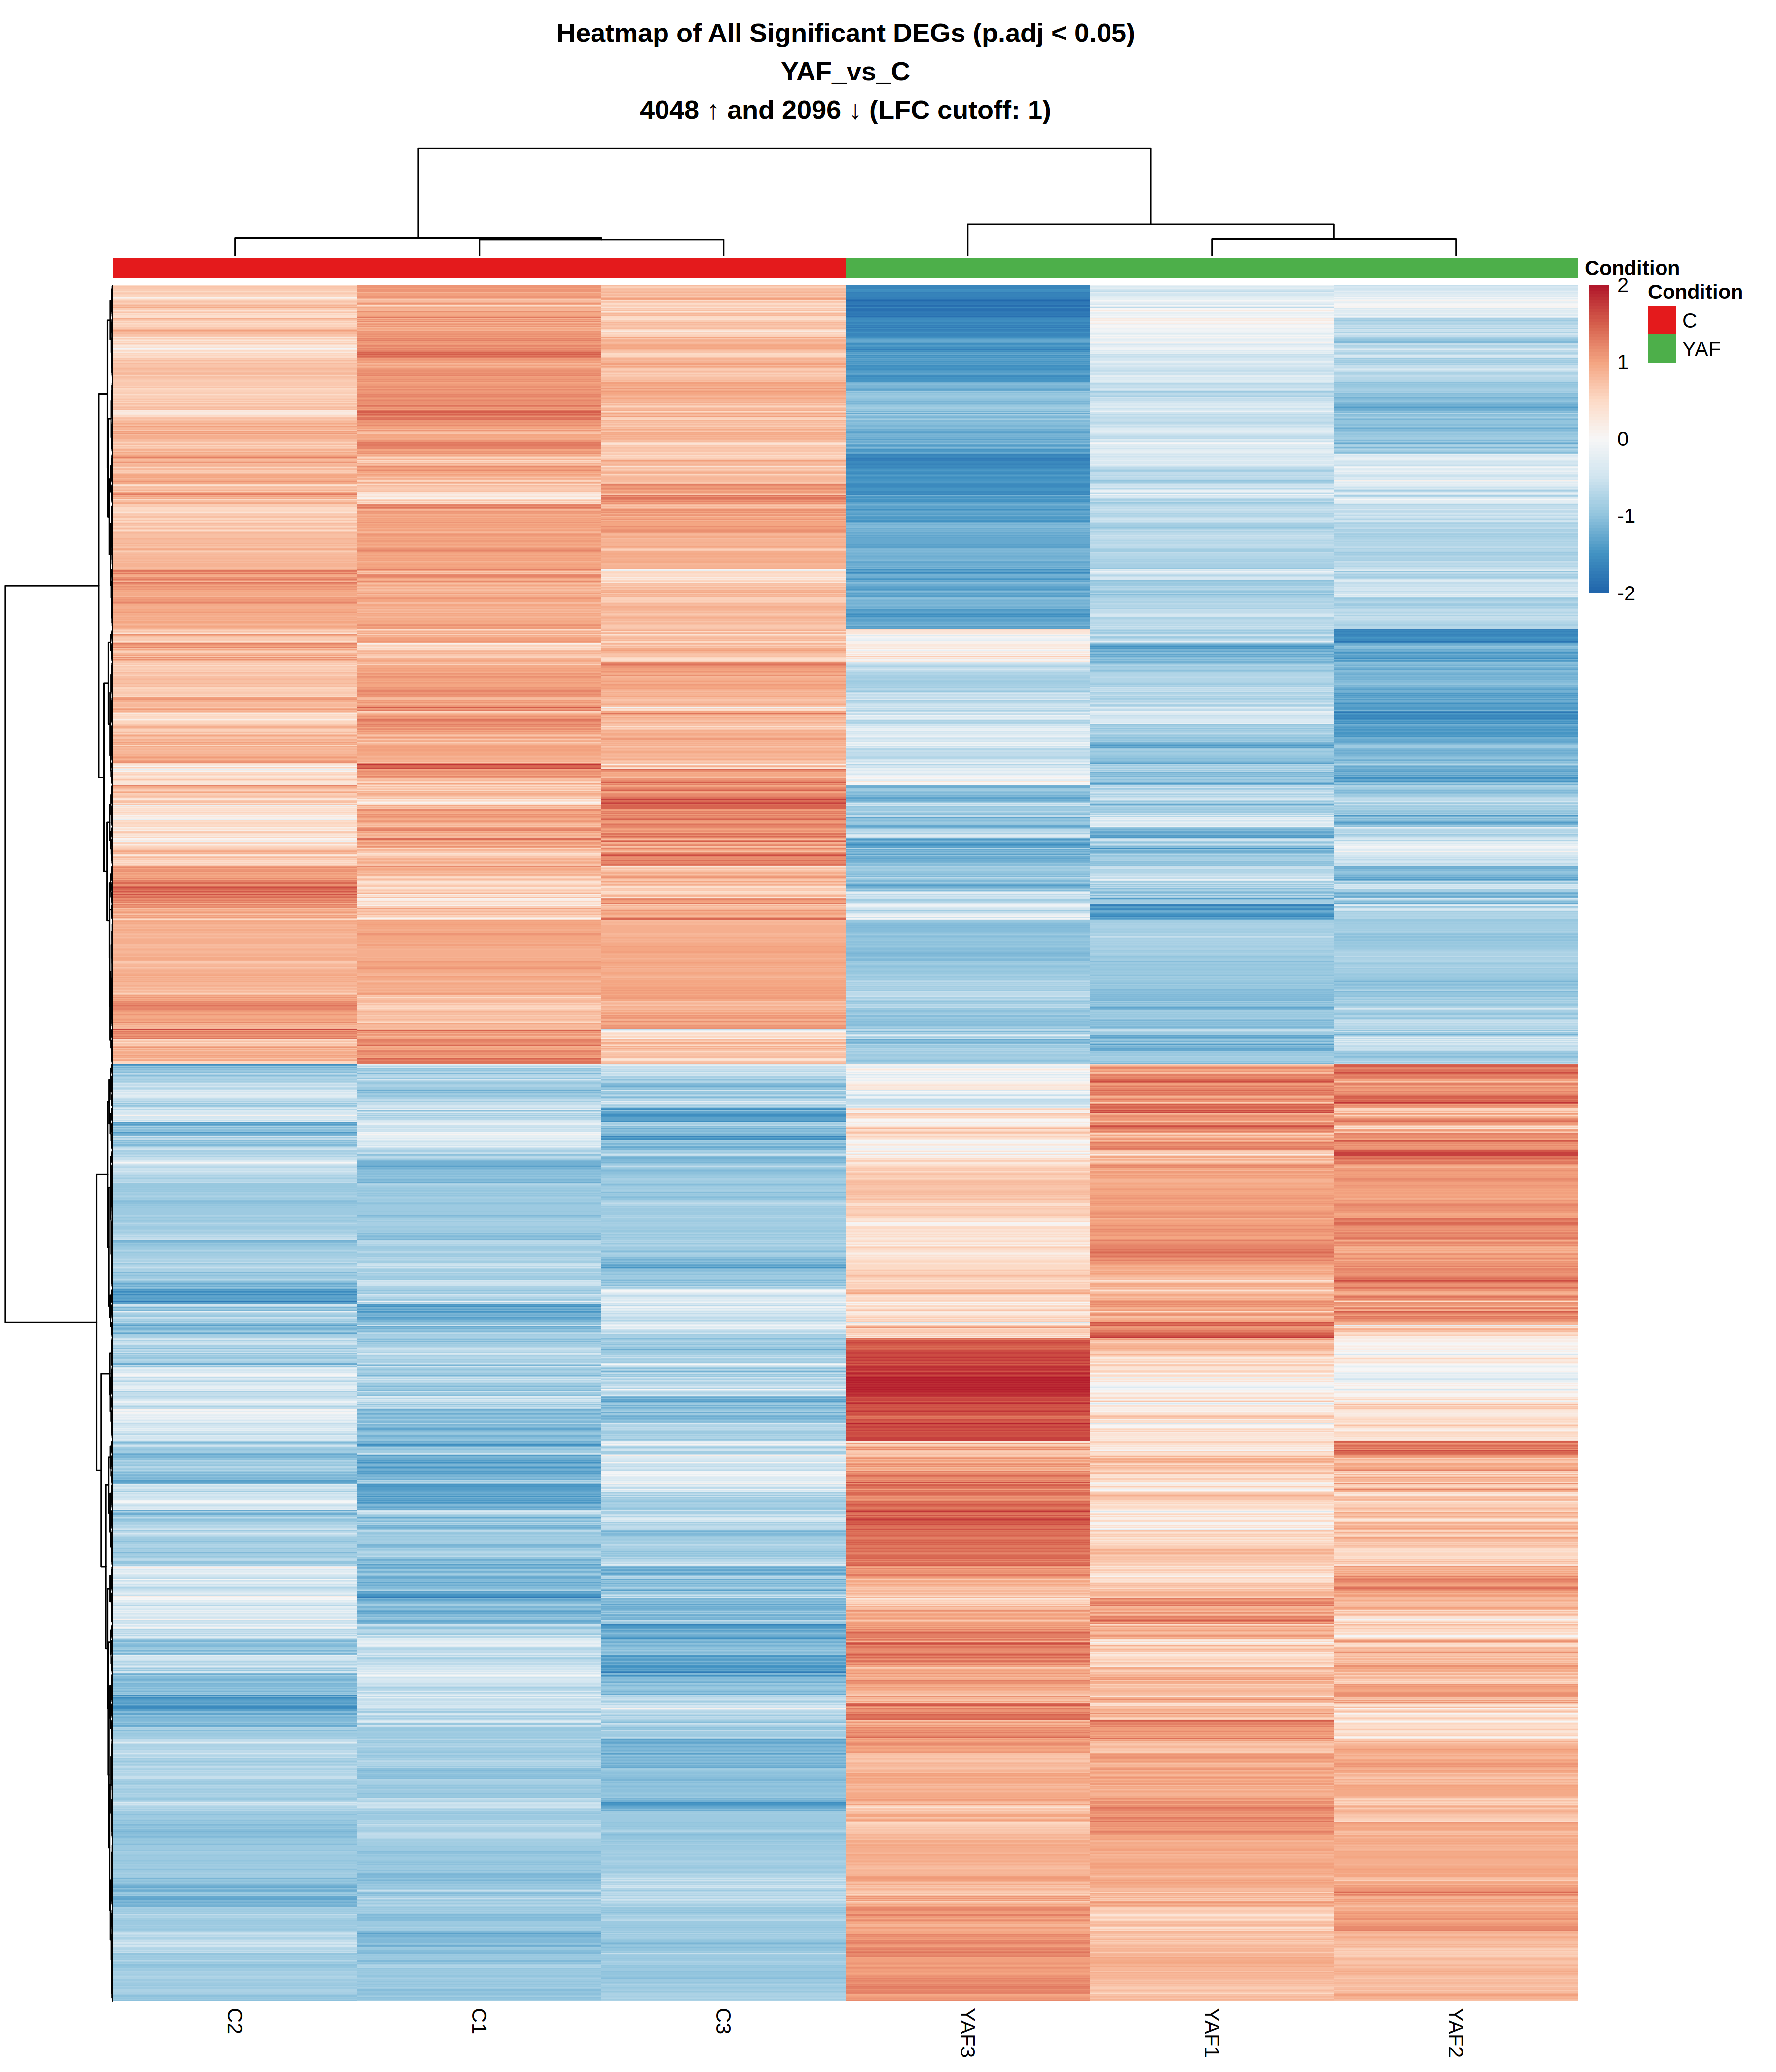 Heatmap of All Significant DEGs (p.adj < 0.05)
YAF_vs_C
4048 ↑ and 2096 ↓ (LFC cutoff: 1)
Condition
2
1
0
-1
-2
Condition
C
YAF
C2
C1
C3
YAF3
YAF1
YAF2